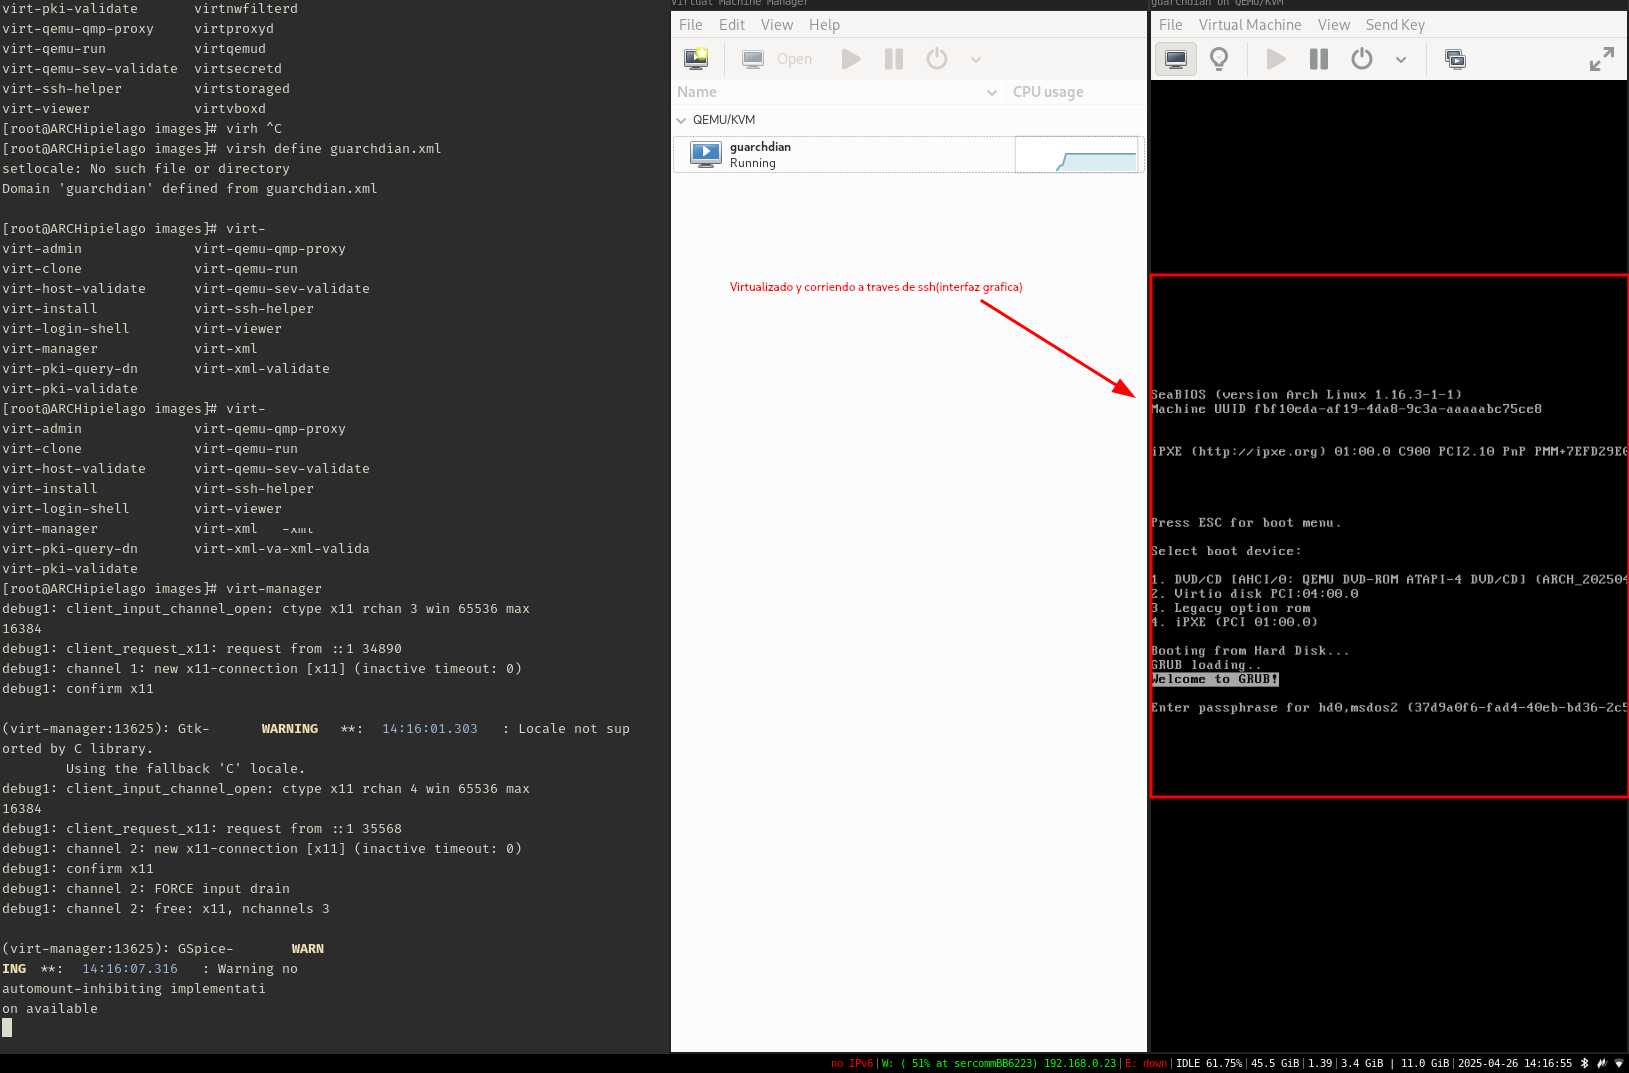 virt-pki-validate       virtnwfilterd
virt-qemu-qmp-proxy     virtproxyd
virt-qemu-run           virtqemud
virt-qemu-sev-validate  virtsecretd
virt-ssh-helper         virtstoraged
virt-viewer             virtvboxd
[root@ARCHipielago images]# virh ^C
[root@ARCHipielago images]# virsh define guarchdian.xml
setlocale: No such file or directory
Domain 'guarchdian' defined from guarchdian.xml
[root@ARCHipielago images]# virt-
virt-admin              virt-qemu-qmp-proxy
virt-clone              virt-qemu-run
virt-host-validate      virt-qemu-sev-validate
virt-install            virt-ssh-helper
virt-login-shell        virt-viewer
virt-manager            virt-xml
virt-pki-query-dn       virt-xml-validate
virt-pki-validate
[root@ARCHipielago images]# virt-
virt-admin              virt-qemu-qmp-proxy
virt-clone              virt-qemu-run
virt-host-validate      virt-qemu-sev-validate
virt-install            virt-ssh-helper
virt-login-shell        virt-viewer
virt-manager            virt-xml   -xml
virt-pki-query-dn       virt-xml-va-xml-valida
virt-pki-validate
[root@ARCHipielago images]# virt-manager
debug1: client_input_channel_open: ctype x11 rchan 3 win 65536 max
16384
debug1: client_request_x11: request from ::1 34890
debug1: channel 1: new x11-connection [x11] (inactive timeout: 0)
debug1: confirm x11
(virt-manager:13625): Gtk-WARNING **: 14:16:01.303 : Locale not sup
orted by C library.
Using the fallback 'C' locale.
debug1: client_input_channel_open: ctype x11 rchan 4 win 65536 max
16384
debug1: client_request_x11: request from ::1 35568
debug1: channel 2: new x11-connection [x11] (inactive timeout: 0)
debug1: confirm x11
debug1: channel 2: FORCE input drain
debug1: channel 2: free: x11, nchannels 3
(virt-manager:13625): GSpice-WARN
ING **: 14:16:07.316 : Warning no
automount-inhibiting implementati
on available
Virtual Machine Manager
File Edit View Help
Open
Name CPU usage
QEMU/KVM
guarchdian
Running
Virtualizado y corriendo a traves de ssh(interfaz grafica)
guarchdian on QEMU/KVM
File Virtual Machine View Send Key
SeaBIOS (version Arch Linux 1.16.3-1-1)
Machine UUID fbf10eda-af19-4da8-9c3a-aaaaabc75ce8
iPXE (http://ipxe.org) 01:00.0 C900 PCI2.10 PnP PMM+7EFD29E0
Press ESC for boot menu.
Select boot device:
1. DVD/CD [AHCI/0: QEMU DVD-ROM ATAPI-4 DVD/CD] (ARCH_202504
2. Virtio disk PCI:04:00.0
3. Legacy option rom
4. iPXE (PCI 01:00.0)
Booting from Hard Disk...
GRUB loading..
Welcome to GRUB!
Enter passphrase for hd0,msdos2 (37d9a0f6-fad4-40eb-bd36-2c5
no IPv6|W: ( 51% at sercommBB6223) 192.168.0.23|E: down|IDLE 61.75%|45.5 GiB|1.39|3.4 GiB | 11.0 GiB|2025-04-26 14:16:55